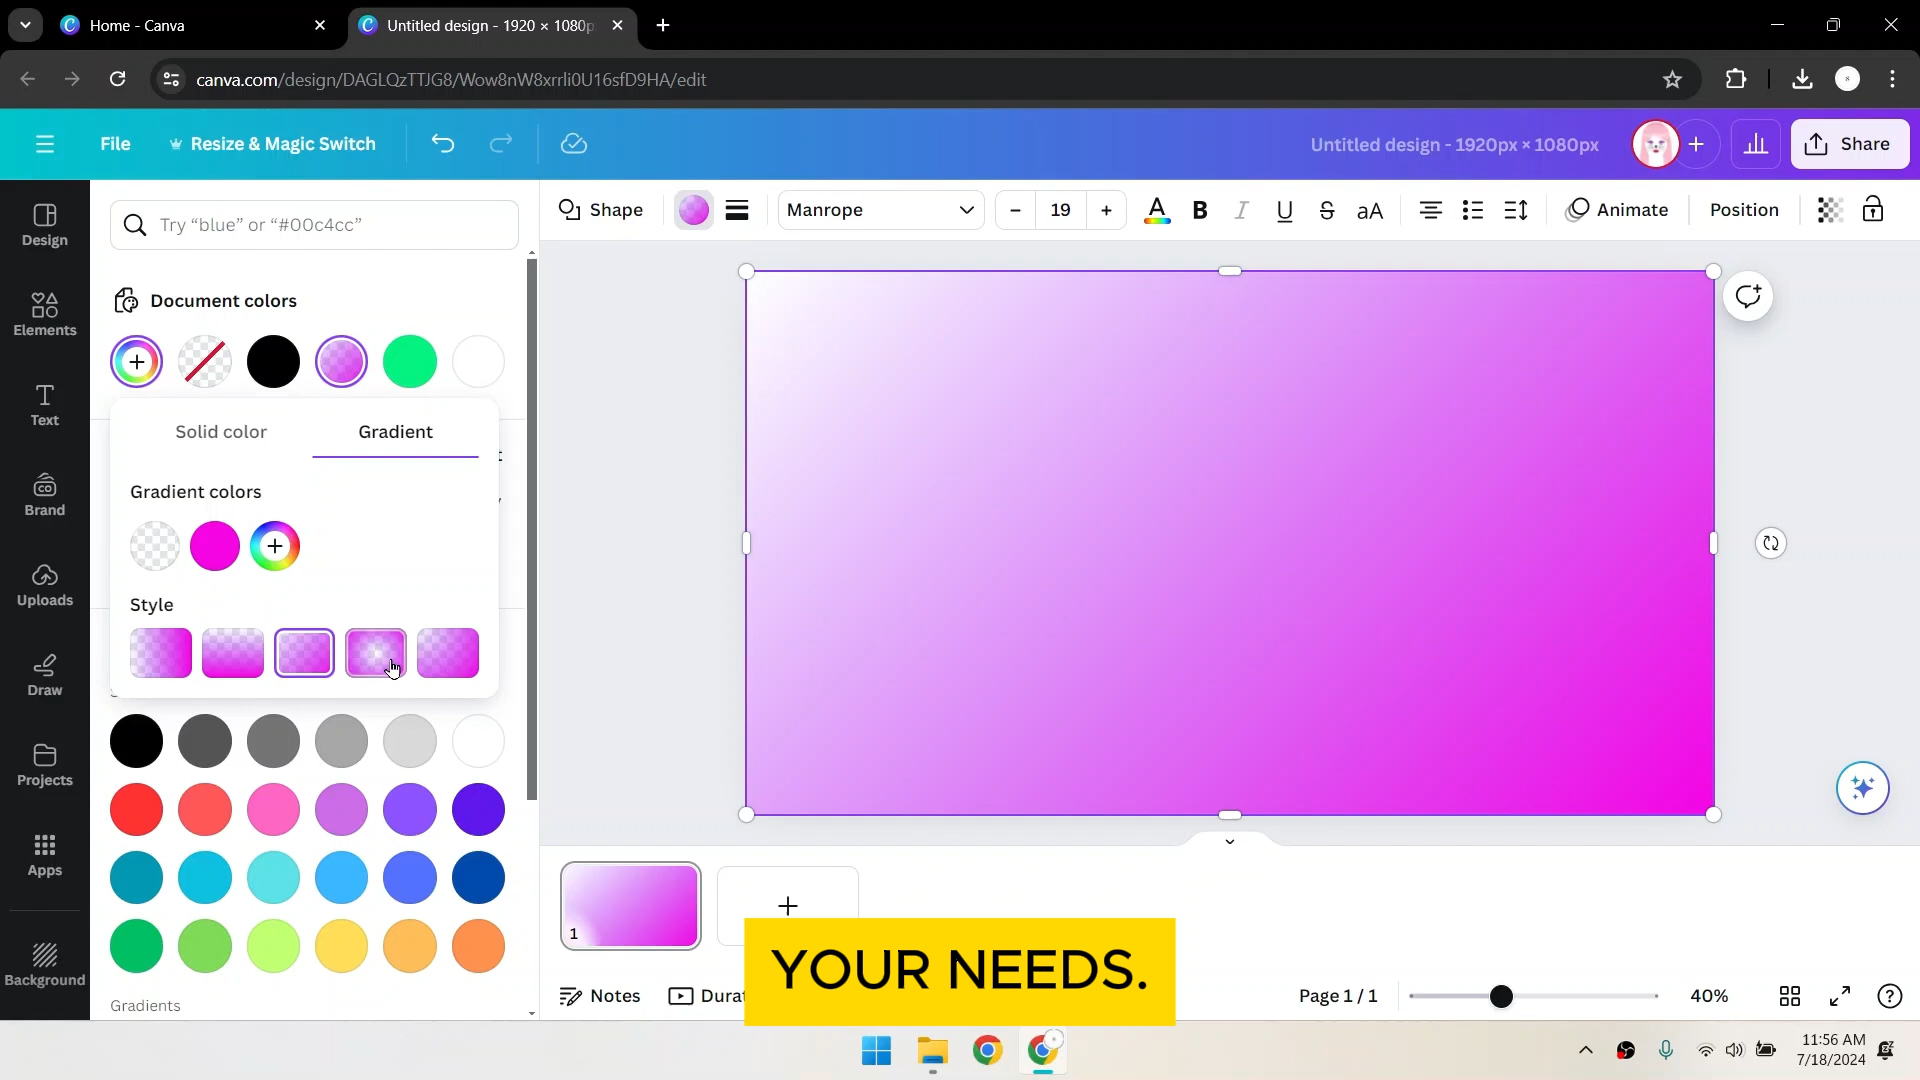 Home - Canva
Untitled design - 1920 × 1080p
canva.com/design/DAGLQzTTJG8/Wow8nW8xrrli0U16sfD9HA/edit
File
Resize & Magic Switch
Untitled design - 1920px × 1080px
Share
Design
Elements
Text
Brand
Uploads
Draw
Projects
Apps
Background
Try “blue” or “#00c4cc”
Shape
Manrope
19
A
B
I
U
S
aA
Animate
Position
Document colors
Solid color
Gradient
Gradient colors
Style
Gradients
1
YOUR NEEDS.
Notes
Durat
Page 1 / 1
40%
11:56 AM
7/18/2024